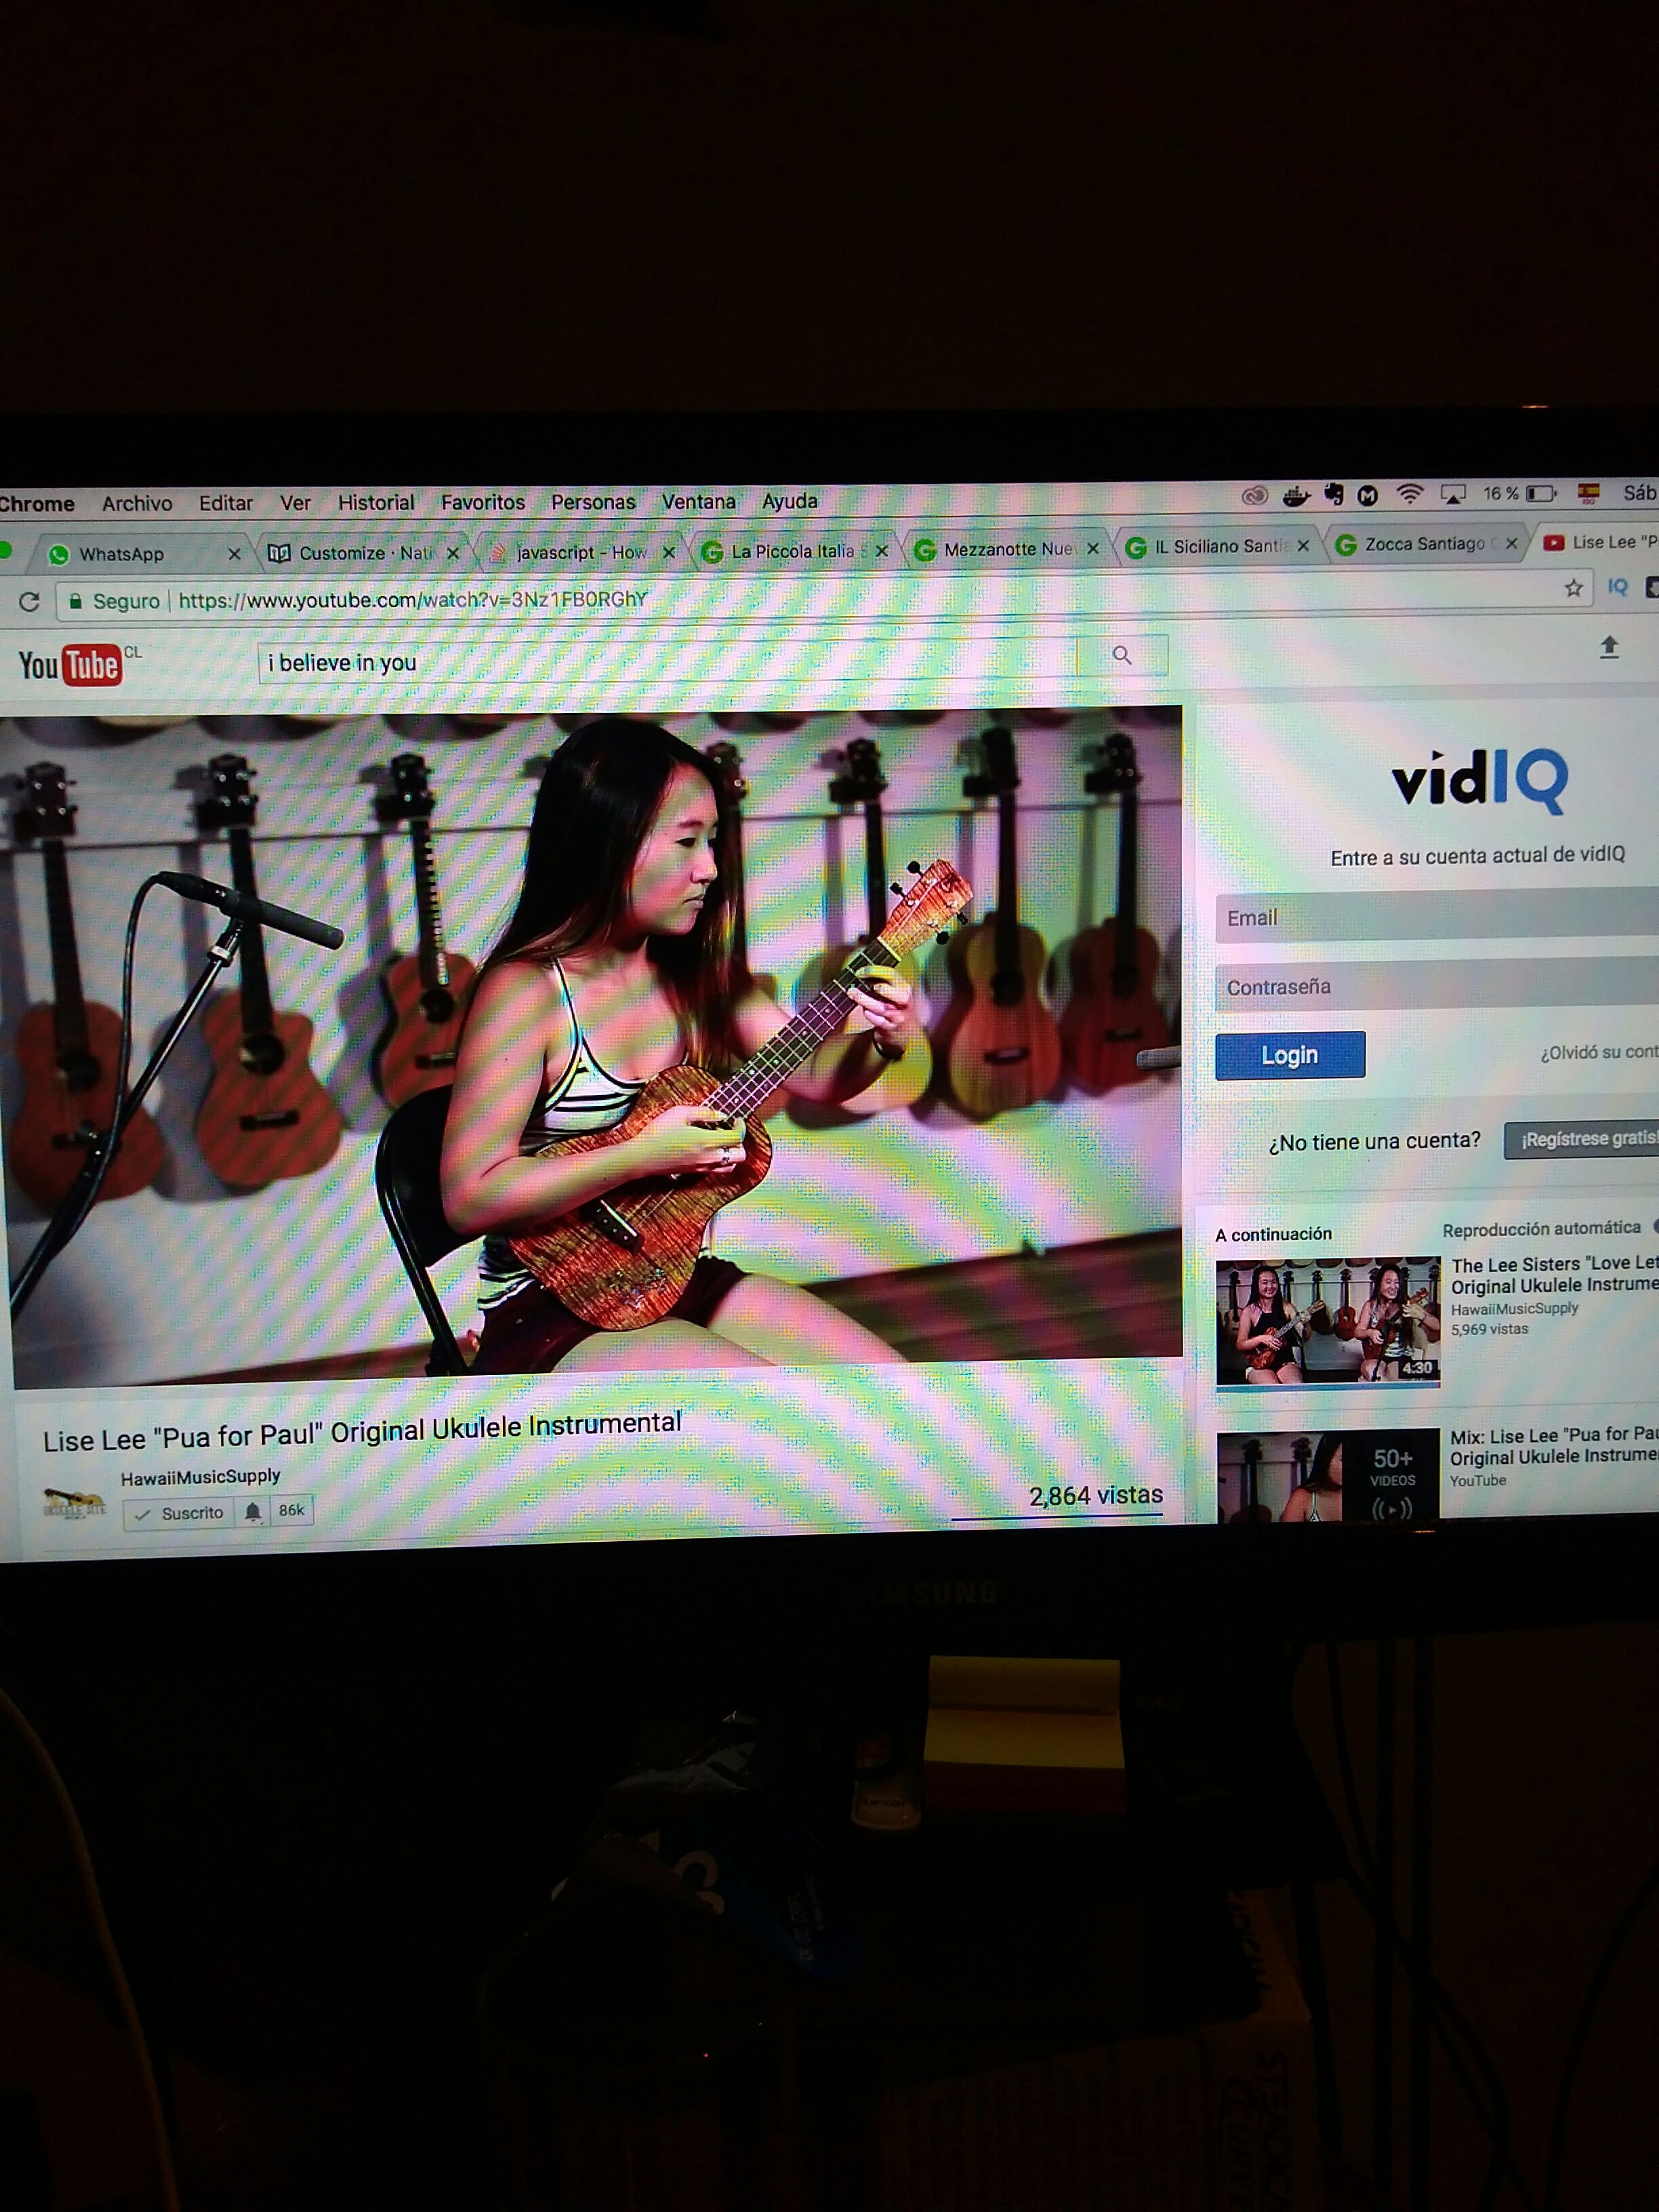 Chrome Archivo Editar Ver Historial Favoritos Personas Ventana Ayuda 16 % Sáb
WhatsApp Customize · Nati javascript - How La Piccola Italia S Mezzanotte Nue IL Siciliano Santi Zocca Santiago Lise Lee "P
Seguro https://www.youtube.com/watch?v=3Nz1FB0RGhY IQ
YouTube CL i believe in you
vidIQ
Entre a su cuenta actual de vidIQ
Email
Contraseña
Login ¿Olvidó su cont
¿No tiene una cuenta? ¡Regístrese gratis!
A continuación Reproducción automática
The Lee Sisters "Love Let
Original Ukulele Instrume
HawaiiMusicSupply
5,969 vistas
4:30
Mix: Lise Lee "Pua for Pau
Original Ukulele Instrume
YouTube
50+
VIDEOS
Lise Lee "Pua for Paul" Original Ukulele Instrumental
HawaiiMusicSupply
Suscrito 86k
2,864 vistas
SAMSUNG
STEADICAM
CURVE